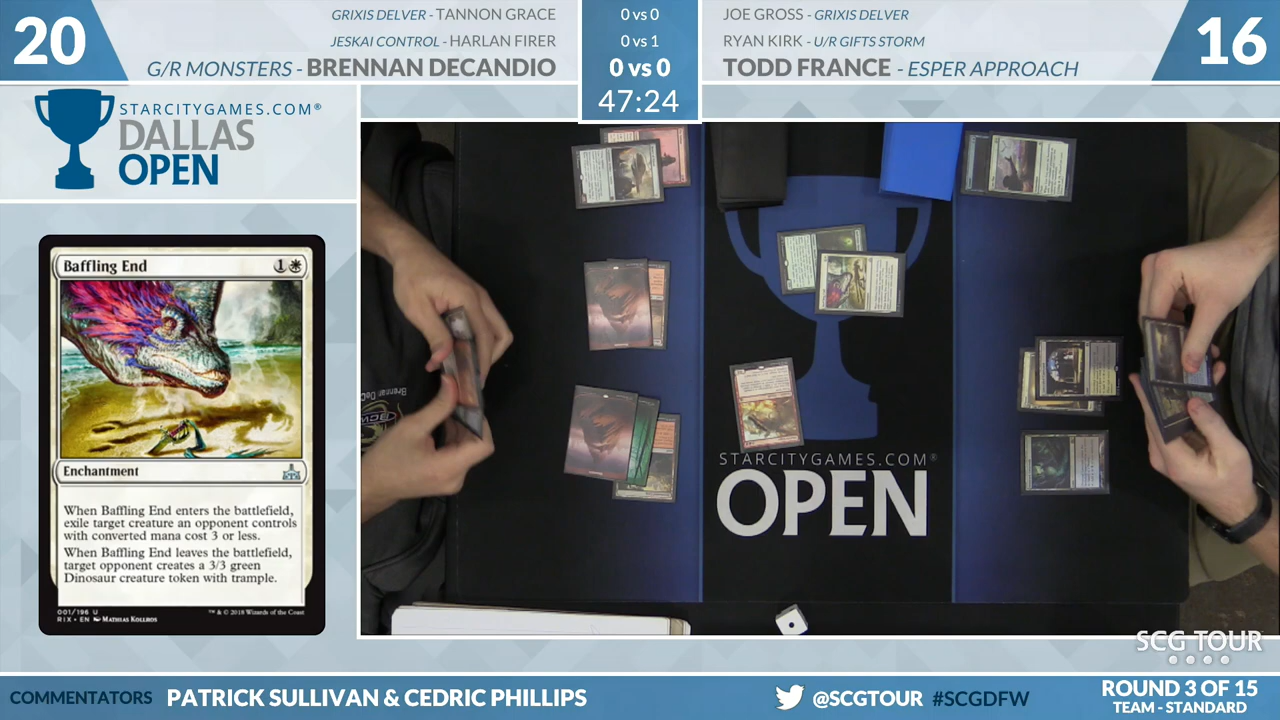 20
GRIXIS DELVER - TANNON GRACE
JESKAI CONTROL - HARLAN FIRER
G/R MONSTERS - BRENNAN DECANDIO
0 vs 0
0 vs 1
0 vs 0
47:24
JOE GROSS - GRIXIS DELVER
RYAN KIRK - U/R GIFTS STORM
TODD FRANCE - ESPER APPROACH
16
STARCITYGAMES.COM®
DALLAS
OPEN
Baffling End 1
Enchantment
When Baffling End enters the battlefield,
exile target creature an opponent controls
with converted mana cost 3 or less.
When Baffling End leaves the battlefield,
target opponent creates a 3/3 green
Dinosaur creature token with trample.
001/196 U
RIX • EN MATHIAS KOLLROS
™ & © 2018 Wizards of the Coast
STARCITYGAMES.COM®
OPEN
SCG TOUR
COMMENTATORS PATRICK SULLIVAN & CEDRIC PHILLIPS
@SCGTOUR #SCGDFW
ROUND 3 OF 15
TEAM - STANDARD